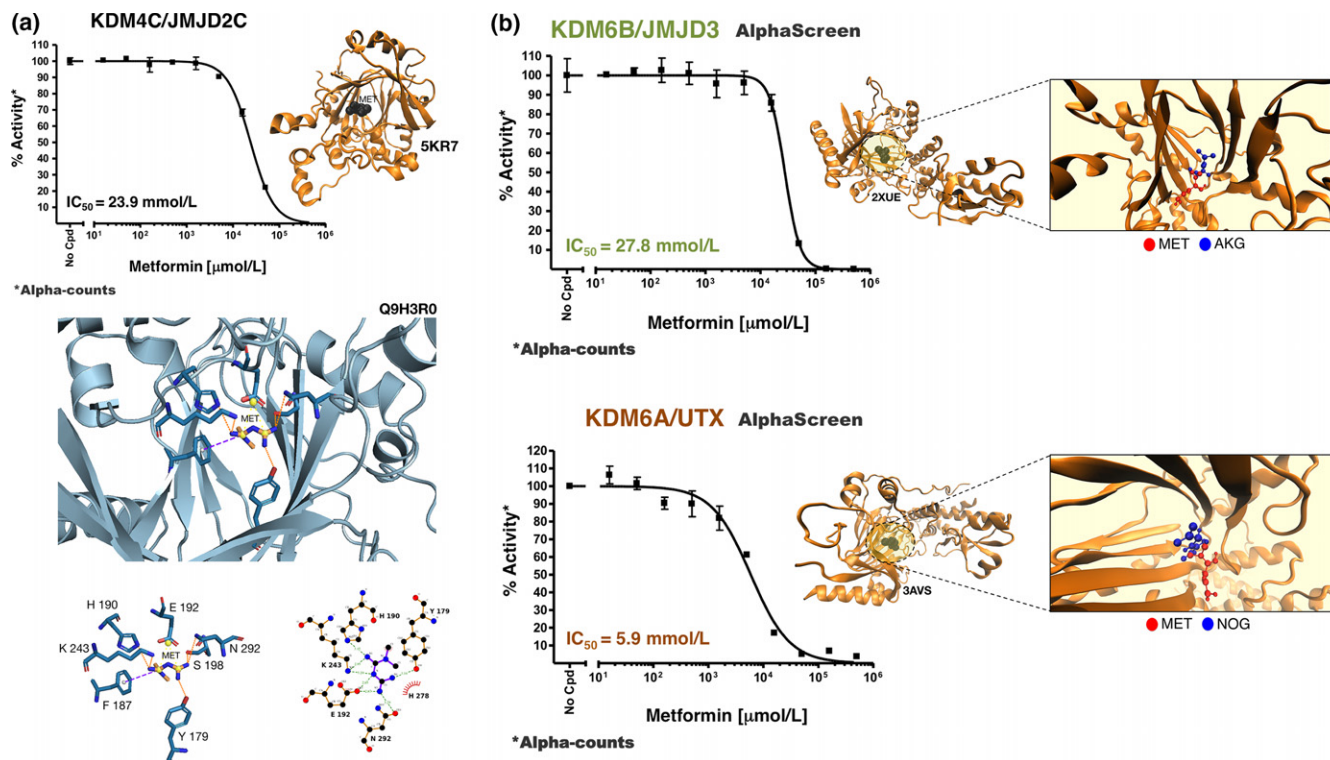 (a)
KDM4C/JMJD2C
% Activity*
110
100
90
80
70
60
50
40
30
20
10
IC50 = 23.9 mmol/L
No Cpd
10¹ 10² 10³ 10⁴ 10⁵ 10⁶
Metformin [μmol/L]
*Alpha-counts
MET
5KR7
Q9H3R0
MET
H 190
E 192
K 243
MET
N 292
S 198
F 187
Y 179
H 190
Y 179
K 243
H 278
E 192
N 292
(b)
KDM6B/JMJD3 AlphaScreen
% Activity*
110
100
90
80
70
60
50
40
30
20
10
IC50 = 27.8 mmol/L
No Cpd
10¹ 10² 10³ 10⁴ 10⁵ 10⁶
Metformin [μmol/L]
*Alpha-counts
2XUE
MET AKG
KDM6A/UTX AlphaScreen
% Activity*
120
110
100
90
80
70
60
50
40
30
20
10
IC50 = 5.9 mmol/L
No Cpd
10¹ 10² 10³ 10⁴ 10⁵ 10⁶
Metformin [μmol/L]
*Alpha-counts
3AVS
MET NOG